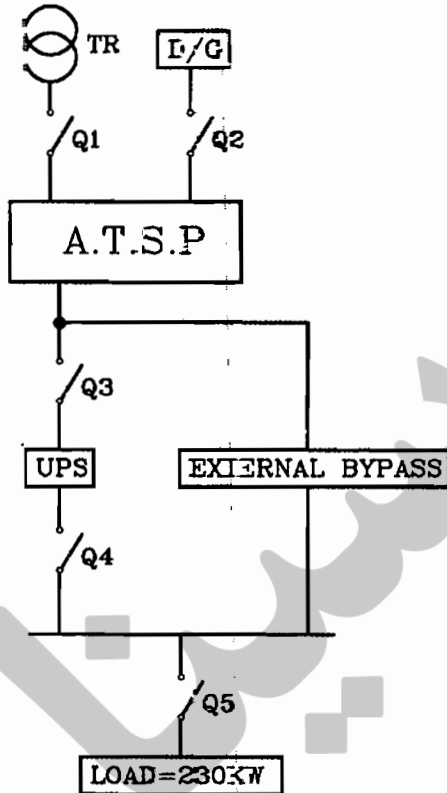 TR
D/G
Q1
Q2
A.T.S.P
Q3
UPS
EXTERNAL BYPASS
Q4
Q5
LOAD=230KW